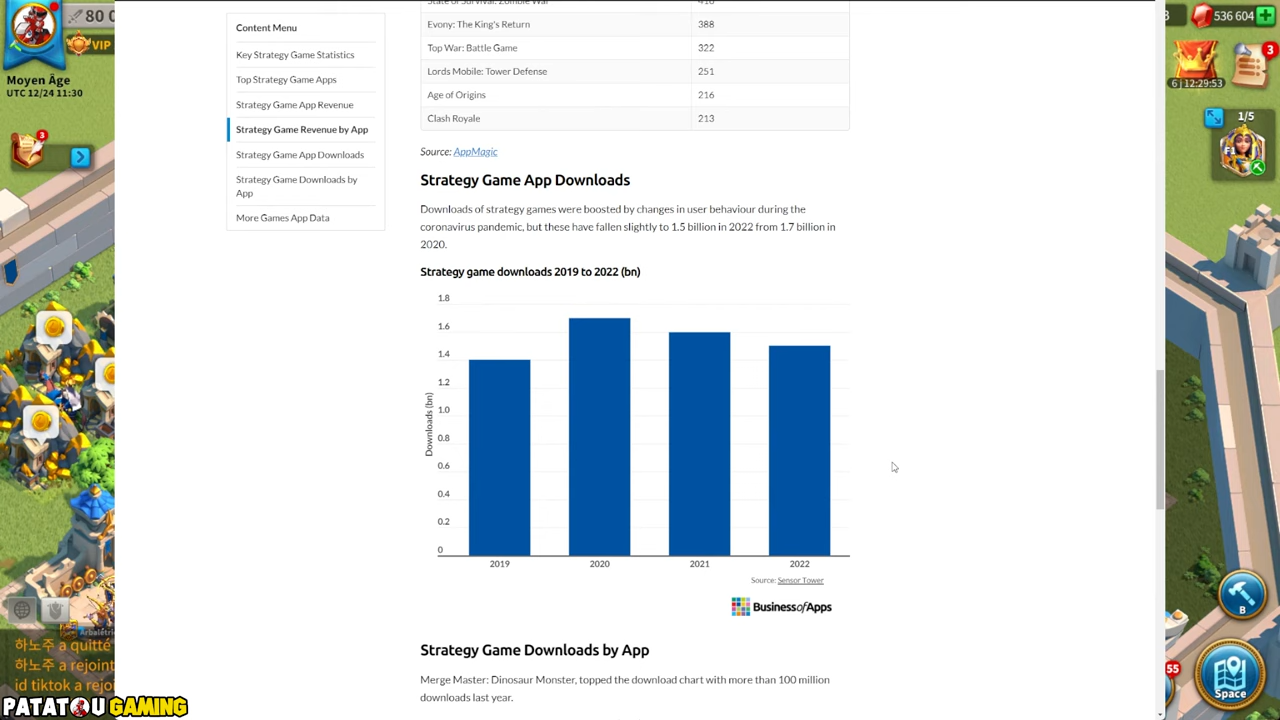 80 0
VIP
Moyen Âge
UTC 12/24 11:30
3
Content Menu
Key Strategy Game Statistics
Top Strategy Game Apps
Strategy Game App Revenue
Strategy Game Revenue by App
Strategy Game App Downloads
Strategy Game Downloads by
App
More Games App Data
Evony: The King's Return 388
Top War: Battle Game 322
Lords Mobile: Tower Defense 251
Age of Origins 216
Clash Royale 213
Source: AppMagic
Strategy Game App Downloads
Downloads of strategy games were boosted by changes in user behaviour during the
coronavirus pandemic, but these have fallen slightly to 1.5 billion in 2022 from 1.7 billion in
2020.
Strategy game downloads 2019 to 2022 (bn)
1.8
1.6
1.4
1.2
1.0
0.8
0.6
0.4
0.2
0
Downloads (bn)
2019 2020 2021 2022
Source: Sensor Tower
BusinessofApps
Strategy Game Downloads by App
Merge Master: Dinosaur Monster, topped the download chart with more than 100 million
downloads last year.
3 536 604
3
6 j 12:29:53
1/5
B
55
Space
Arbalétri
하노주 a quitté
하노주 a rejoint
id tiktok a rejo
PATATOU GAMING